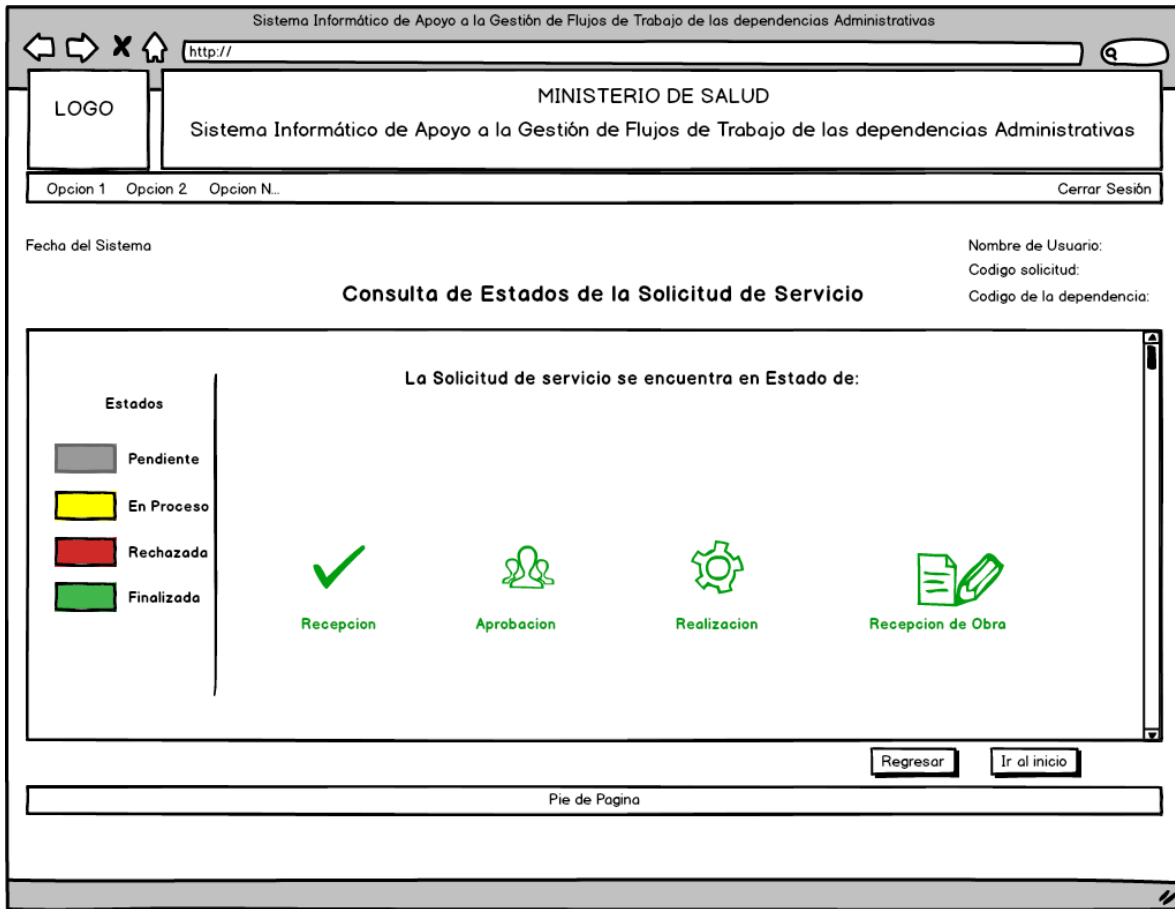 Sistema Informático de Apoyo a la Gestión de Flujos de Trabajo de las dependencias Administrativas
http://
LOGO
MINISTERIO DE SALUD
Sistema Informático de Apoyo a la Gestión de Flujos de Trabajo de las dependencias Administrativas
Opcion 1 Opcion 2 Opcion N... Cerrar Sesión
Fecha del Sistema
Nombre de Usuario:
Codigo solicitud:
Codigo de la dependencia:
Consulta de Estados de la Solicitud de Servicio
La Solicitud de servicio se encuentra en Estado de:
Estados
Pendiente
En Proceso
Rechazada
Finalizada
Recepcion Aprobacion Realizacion Recepcion de Obra
Regresar Ir al inicio
Pie de Pagina